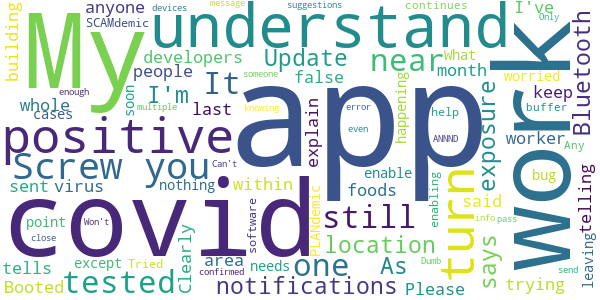 devices message continues suggestions Only
building My SCAMdemic anyone understand I've
developers Update near What month worried work Bluetooth
whole people It false someone keep
cases soon I'm last knowing explain happening error help exposure worker buffer
positive app even ANNND Any
enough multiple telling
Screw you Can't enable says bug
sent virus nothing within foods turn said
covid PLANdemic still enabling info pass leaving
point Won't software location
tells except Clearly area one As trying
close Tried confirmed needs send
Booted tested notifications Please Dumb